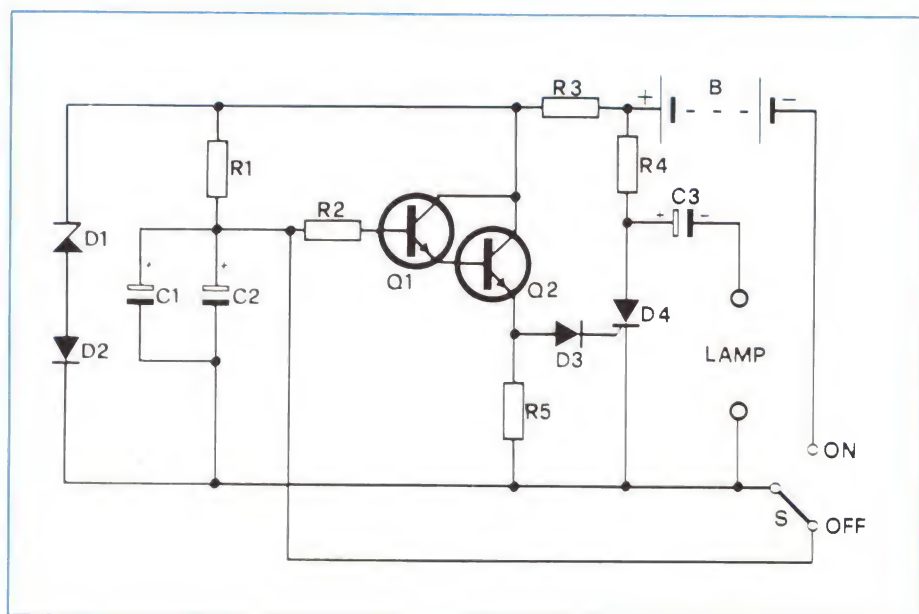 R3
+ B -
R1
R4
C3
+ -
R2
D1
+ +
Q1
Q2
C1
C2
D4
D2
D3
LAMP
R5
ON
S
OFF